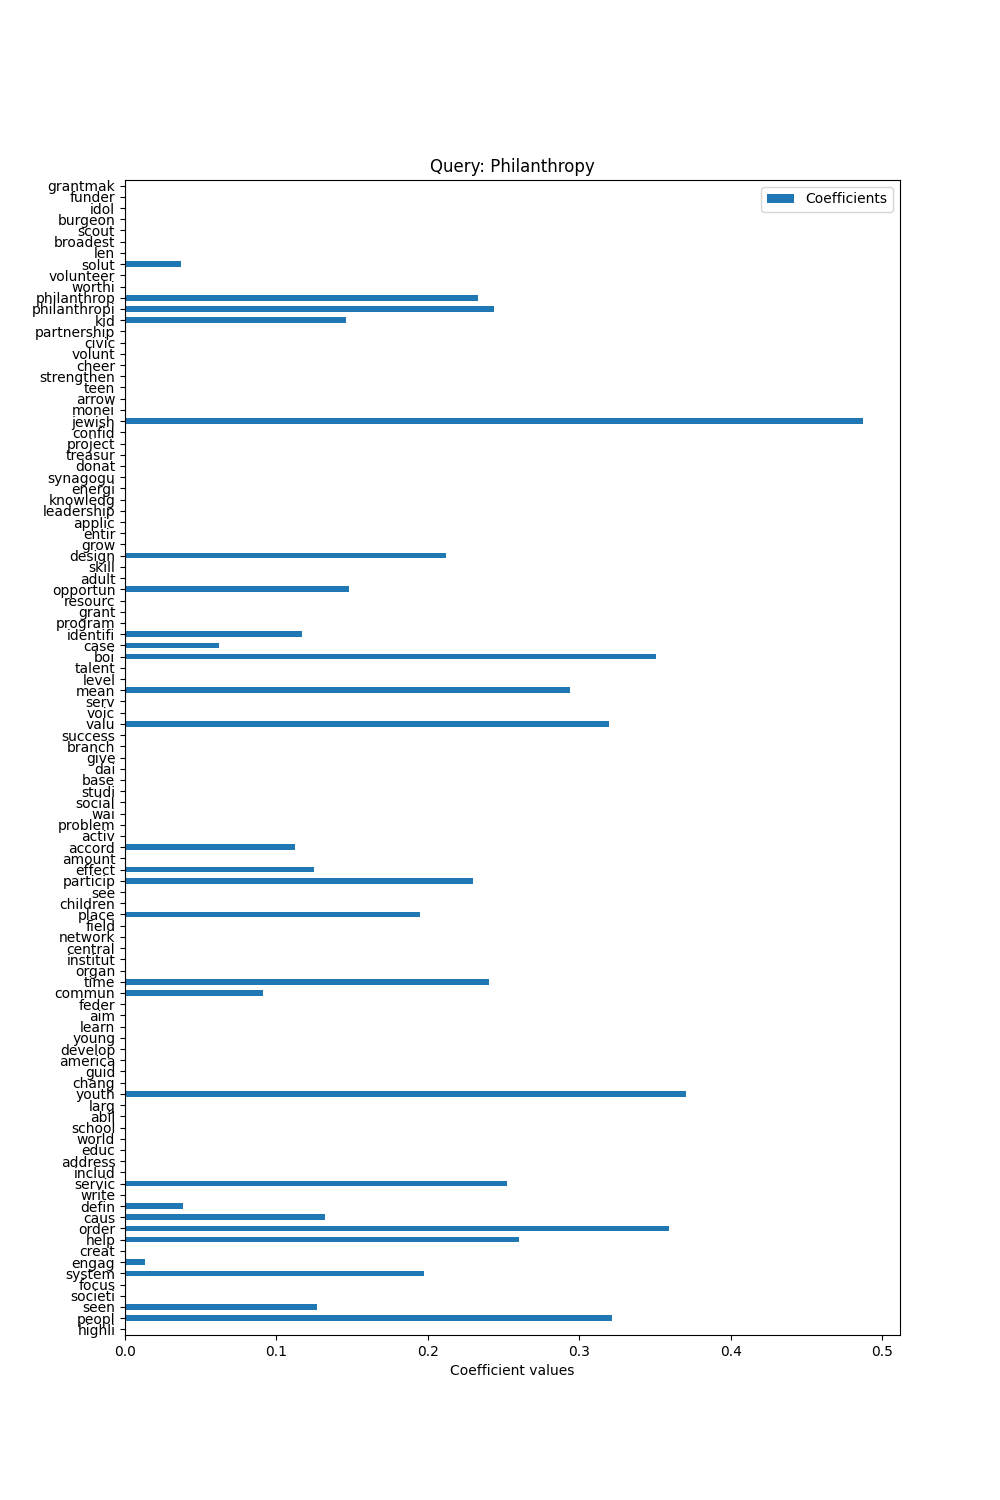 Query: Philanthropy
Coefficients
grantmak
funder
idol
burgeon
scout
broadest
len
solut
volunteer
worthi
philanthrop
philanthropi
kid
partnership
civic
volunt
cheer
strengthen
teen
arrow
monei
jewish
confid
project
treasur
donat
synagogu
energi
knowledg
leadership
applic
entir
grow
design
skill
adult
opportun
resourc
grant
program
identifi
case
boi
talent
level
mean
serv
voic
valu
success
branch
give
dai
base
studi
social
wai
problem
activ
accord
amount
effect
particip
see
children
place
field
network
central
institut
organ
time
commun
feder
aim
learn
young
develop
america
guid
chang
youth
larg
abil
school
world
educ
address
includ
servic
write
defin
caus
order
help
creat
engag
system
focus
societi
seen
peopl
highli
0.0 0.1 0.2 0.3 0.4 0.5
Coefficient values